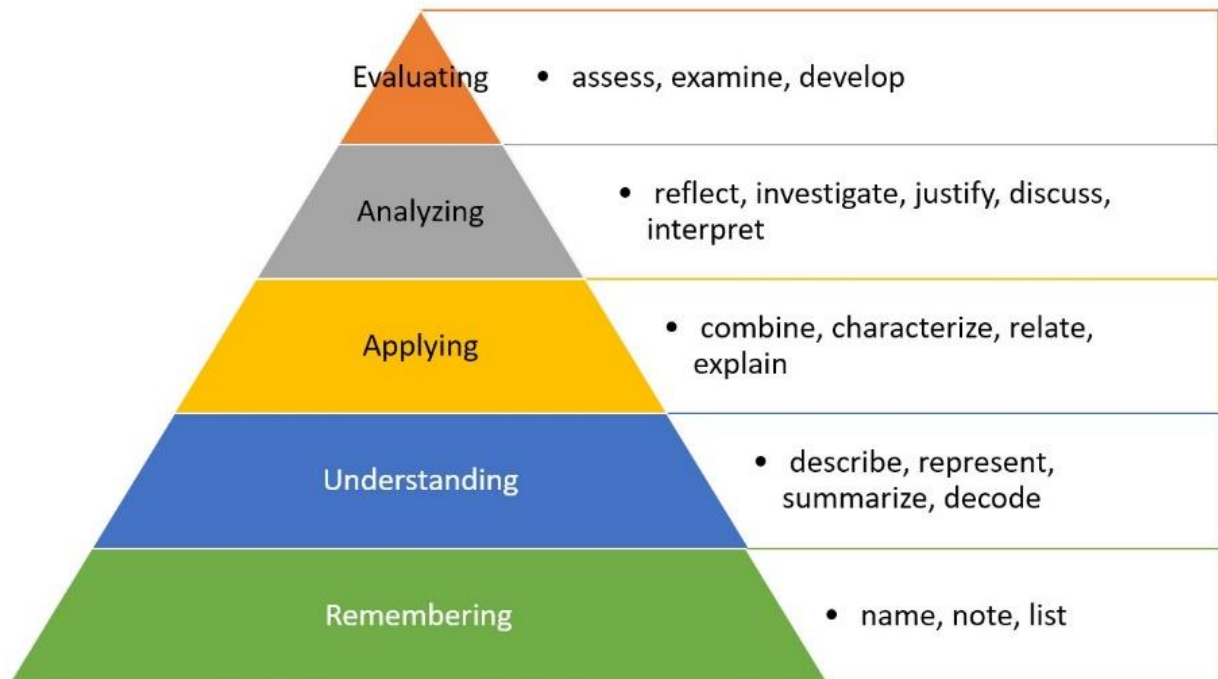 Evaluating
• assess, examine, develop
Analyzing
• reflect, investigate, justify, discuss,
interpret
Applying
• combine, characterize, relate,
explain
Understanding
• describe, represent,
summarize, decode
Remembering
• name, note, list